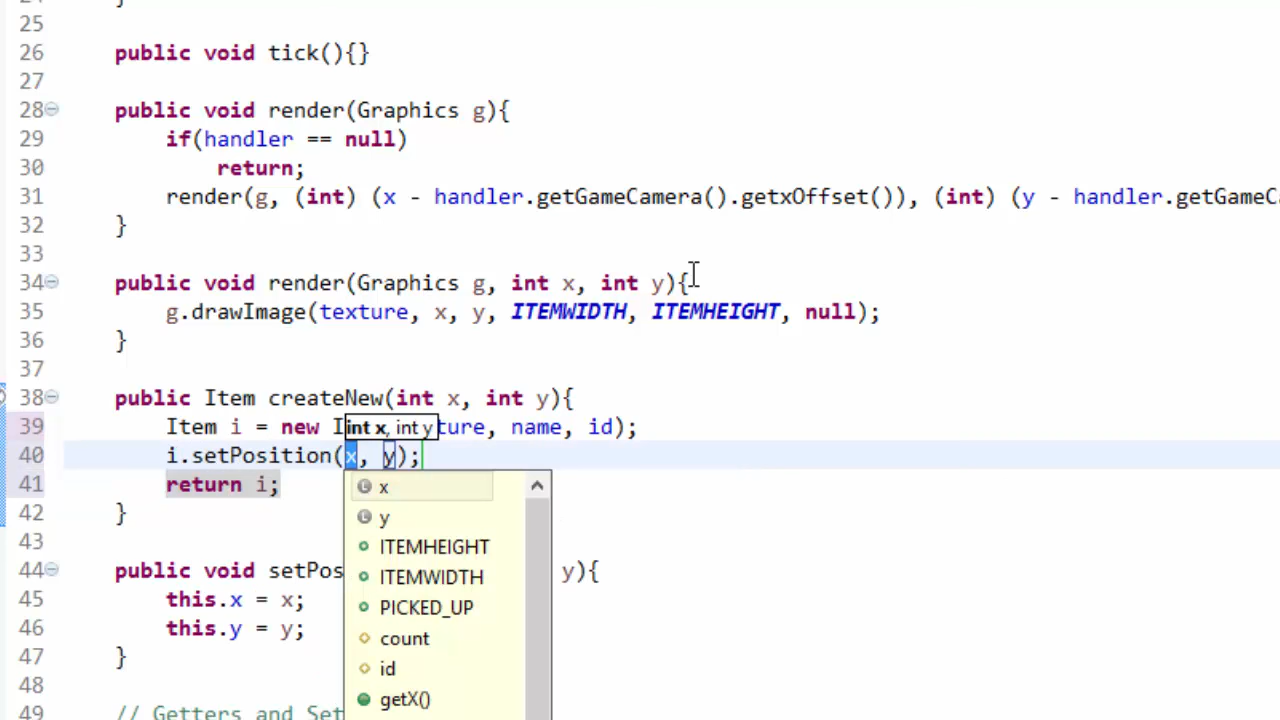 25
26 public void tick(){}
27
28 public void render(Graphics g){
29 if(handler == null)
30 return;
31 render(g, (int) (x - handler.getGameCamera().getxOffset()), (int) (y - handler.getGameC
32 }
33
34 public void render(Graphics g, int x, int y){
35 g.drawImage(texture, x, y, ITEMWIDTH, ITEMHEIGHT, null);
36 }
37
38 public Item createNew(int x, int y){
39 Item i = new I int x, int y ture, name, id);
40 i.setPosition(x, y);
41 return i;
42 }
43
44 public void setPos y){
45 this.x = x;
46 this.y = y;
47 }
48
49 // Getters and Set
x
y
ITEMHEIGHT
ITEMWIDTH
PICKED_UP
count
id
getX()